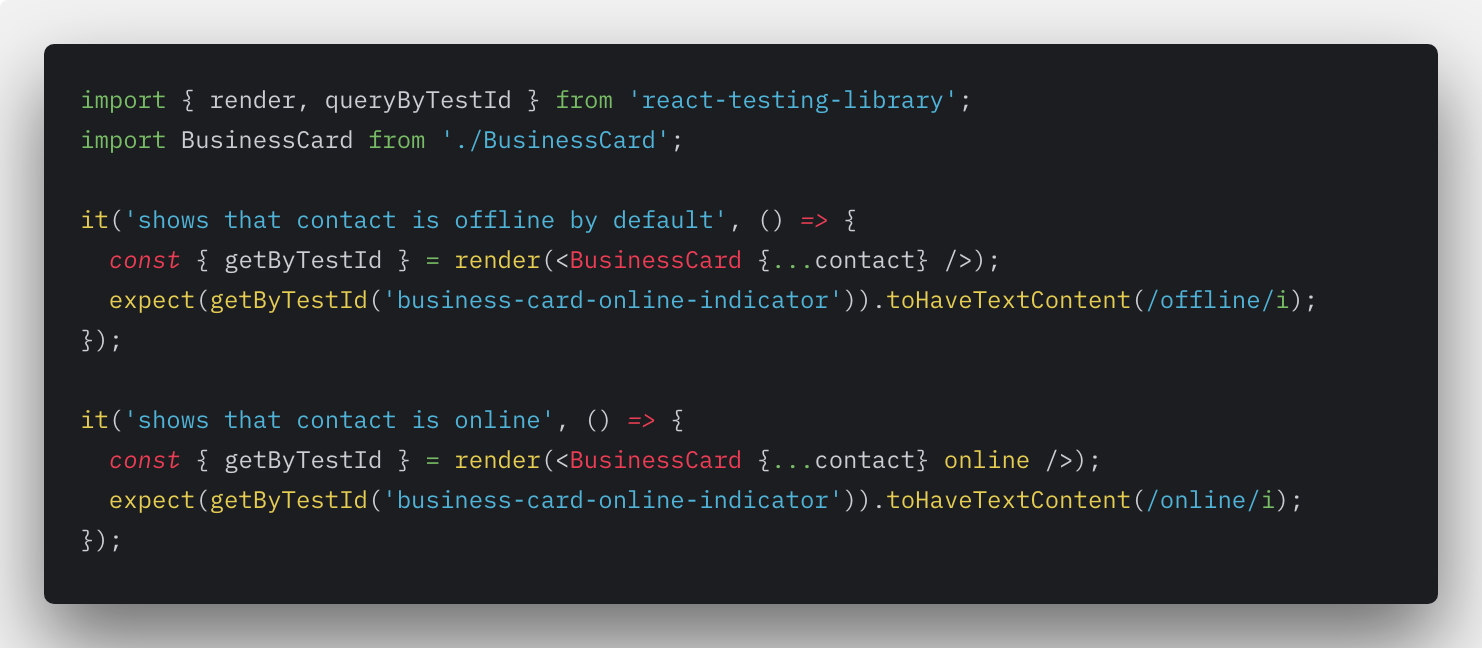 import { render, queryByTestId } from 'react-testing-library';
import BusinessCard from './BusinessCard';

it('shows that contact is offline by default', () => {
  const { getByTestId } = render(<BusinessCard {...contact} />);
  expect(getByTestId('business-card-online-indicator')).toHaveTextContent(/offline/i);
});

it('shows that contact is online', () => {
  const { getByTestId } = render(<BusinessCard {...contact} online />);
  expect(getByTestId('business-card-online-indicator')).toHaveTextContent(/online/i);
});